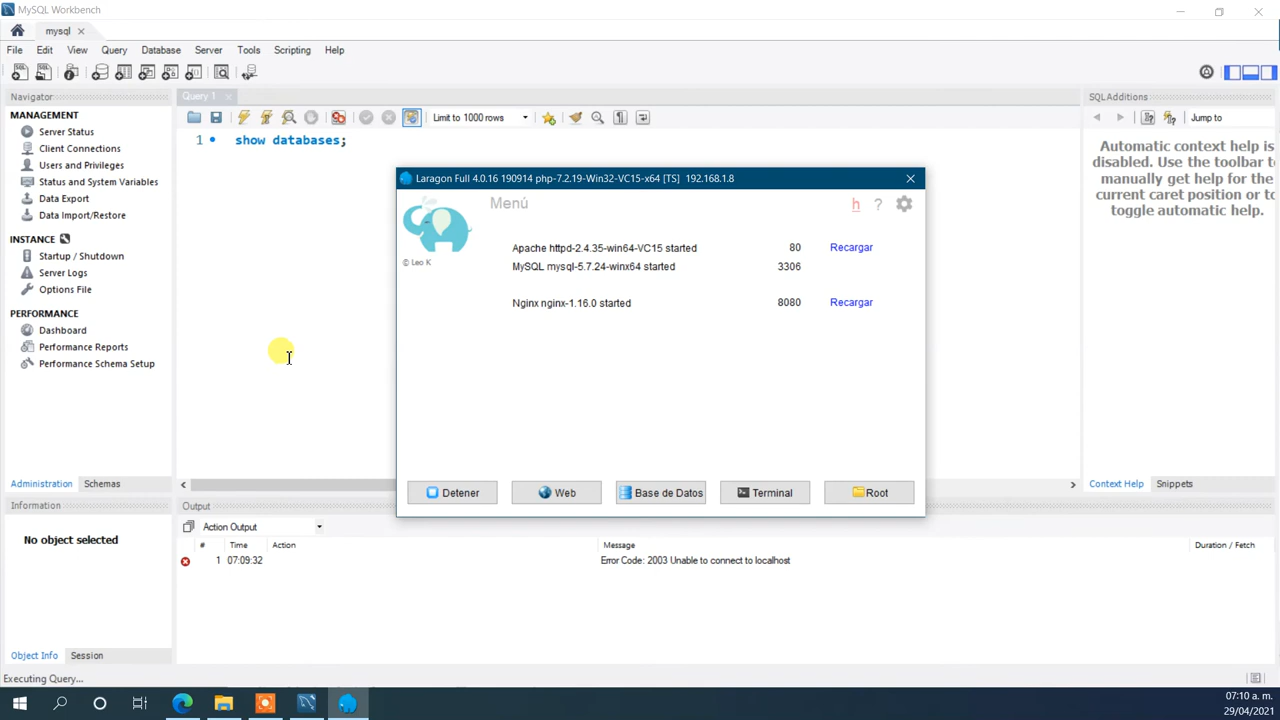 MySQL Workbench
mysql
File Edit View Query Database Server Tools Scripting Help
Navigator
MANAGEMENT
Server Status
Client Connections
Users and Privileges
Status and System Variables
Data Export
Data Import/Restore
INSTANCE
Startup / Shutdown
Server Logs
Options File
PERFORMANCE
Dashboard
Performance Reports
Performance Schema Setup
Administration Schemas
Information
No object selected
Object Info Session
Executing Query...
Query 1
Limit to 1000 rows
1 show databases;
Laragon Full 4.0.16 190914 php-7.2.19-Win32-VC15-x64 [TS] 192.168.1.8
Menú
h ?
© Leo K
Apache httpd-2.4.35-win64-VC15 started 80 Recargar
MySQL mysql-5.7.24-winx64 started 3306
Nginx nginx-1.16.0 started 8080 Recargar
Detener Web Base de Datos Terminal Root
SQLAdditions
Jump to
Automatic context help is
disabled. Use the toolbar to
manually get help for the
current caret position or to
toggle automatic help.
Context Help Snippets
Output
Action Output
# Time Action Message Duration / Fetch
1 07:09:32 Error Code: 2003 Unable to connect to localhost
07:10 a. m.
29/04/2021